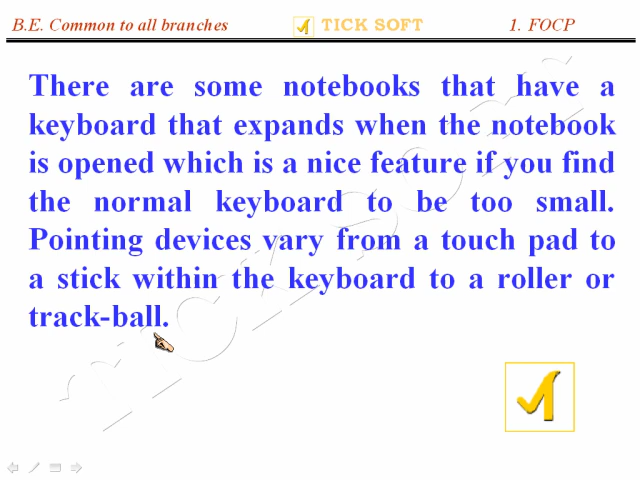 B.E. Common to all branches TICK SOFT 1. FOCP
There are some notebooks that have a
keyboard that expands when the notebook
is opened which is a nice feature if you find
the normal keyboard to be too small.
Pointing devices vary from a touch pad to
a stick within the keyboard to a roller or
track-ball.